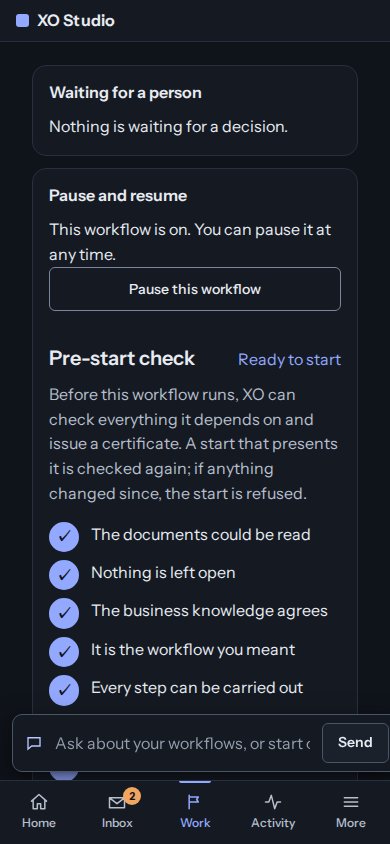 XO Studio
Waiting for a person
Nothing is waiting for a decision.
Pause and resume
This workflow is on. You can pause it at
any time.
Pause this workflow
Pre-start check
Ready to start
Before this workflow runs, XO can
check everything it depends on and
issue a certificate. A start that presents
it is checked again; if anything
changed since, the start is refused.
✓ The documents could be read
✓ Nothing is left open
✓ The business knowledge agrees
✓ It is the workflow you meant
✓ Every step can be carried out
Ask about your workflows, or start
Send
2
Home
Inbox
Work
Activity
More